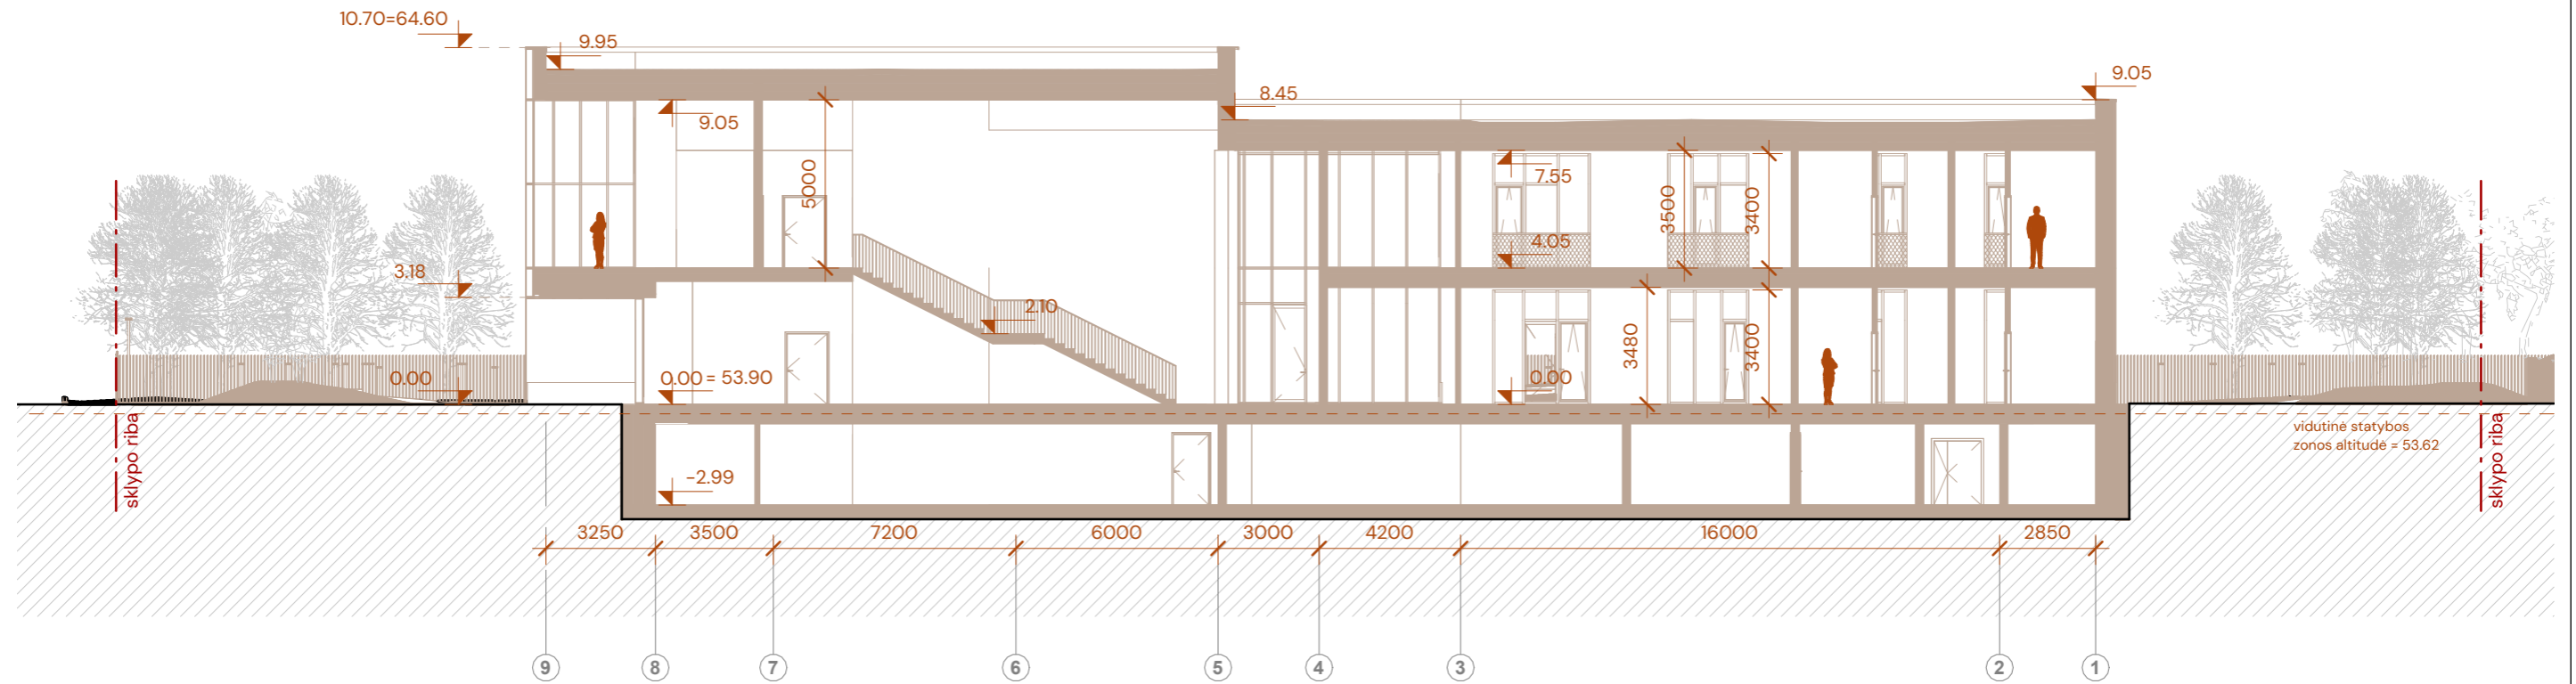 10.70=64.60
9.95
9.05
8.45
9.05
5000
7.55
3500
3400
4.05
3.18
2.10
3480
3400
0.00
0.00 = 53.90
0.00
sklypo riba
vidutinė statybos
zonos altitudė = 53.62
sklypo riba
-2.99
3250 3500 7200 6000 3000 4200 16000 2850
9 8 7 6 5 4 3 2 1